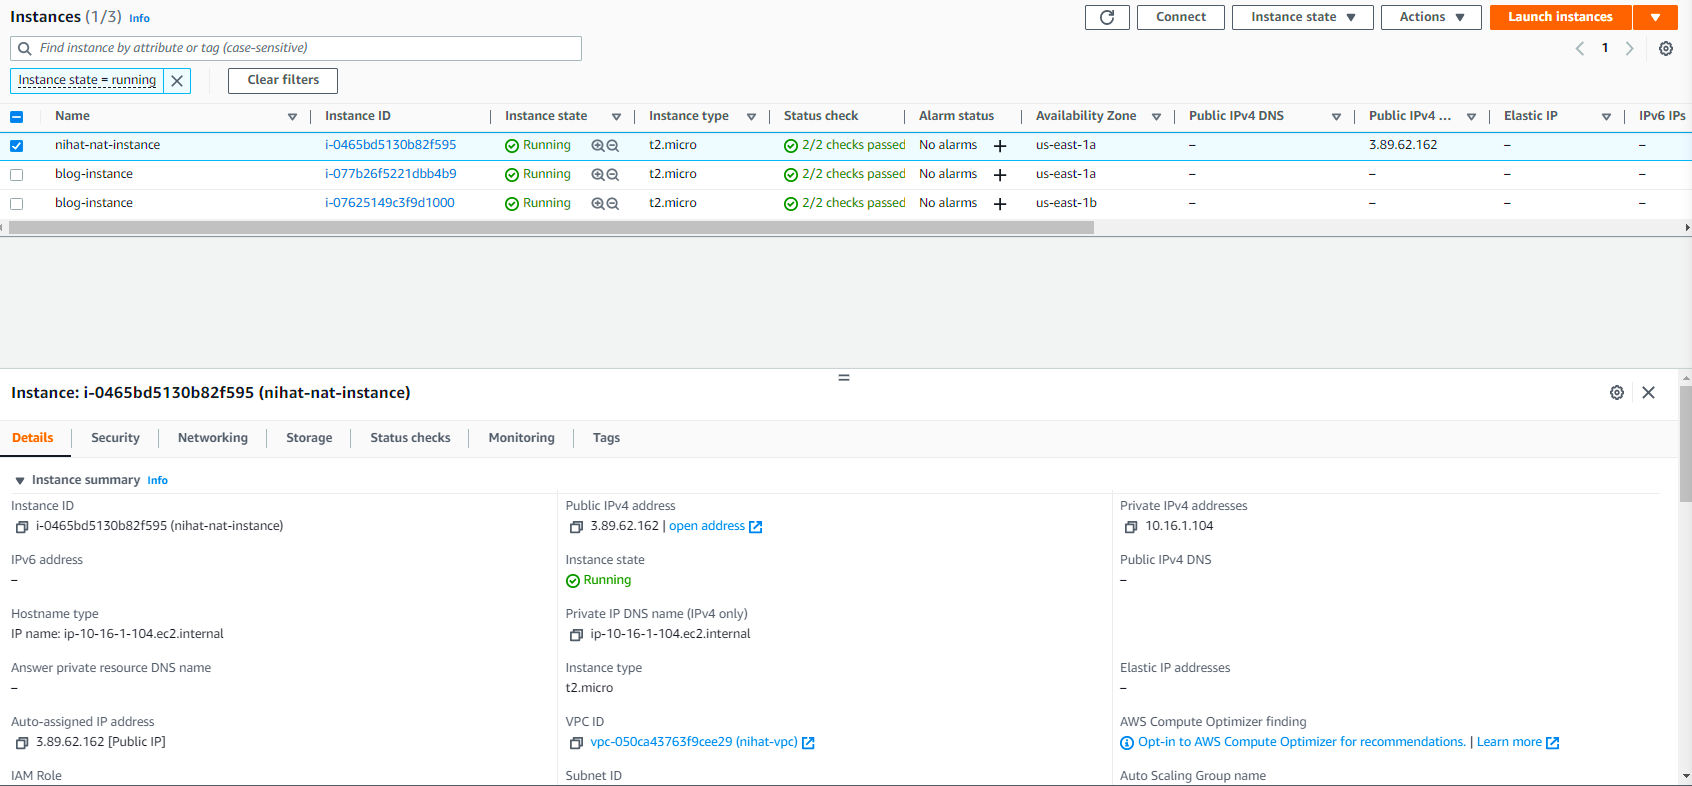 Instances (1/3) Info
Connect Instance state Actions Launch instances
Find instance by attribute or tag (case-sensitive)
1
Instance state = running Clear filters
Name Instance ID Instance state Instance type Status check Alarm status Availability Zone Public IPv4 DNS Public IPv4 ... Elastic IP IPv6 IPs
nihat-nat-instance i-0465bd5130b82f595 Running t2.micro 2/2 checks passed No alarms + us-east-1a – 3.89.62.162 – –
blog-instance i-077b26f5221dbb4b9 Running t2.micro 2/2 checks passed No alarms + us-east-1a – – – –
blog-instance i-07625149c3f9d1000 Running t2.micro 2/2 checks passed No alarms + us-east-1b – – – –
Instance: i-0465bd5130b82f595 (nihat-nat-instance)
Details Security Networking Storage Status checks Monitoring Tags
Instance summary Info
Instance ID Public IPv4 address Private IPv4 addresses
i-0465bd5130b82f595 (nihat-nat-instance) 3.89.62.162 | open address 10.16.1.104
IPv6 address Instance state Public IPv4 DNS
– Running –
Hostname type Private IP DNS name (IPv4 only)
IP name: ip-10-16-1-104.ec2.internal ip-10-16-1-104.ec2.internal
Answer private resource DNS name Instance type Elastic IP addresses
– t2.micro –
Auto-assigned IP address VPC ID AWS Compute Optimizer finding
3.89.62.162 [Public IP] vpc-050ca43763f9cee29 (nihat-vpc) Opt-in to AWS Compute Optimizer for recommendations. | Learn more
IAM Role Subnet ID Auto Scaling Group name